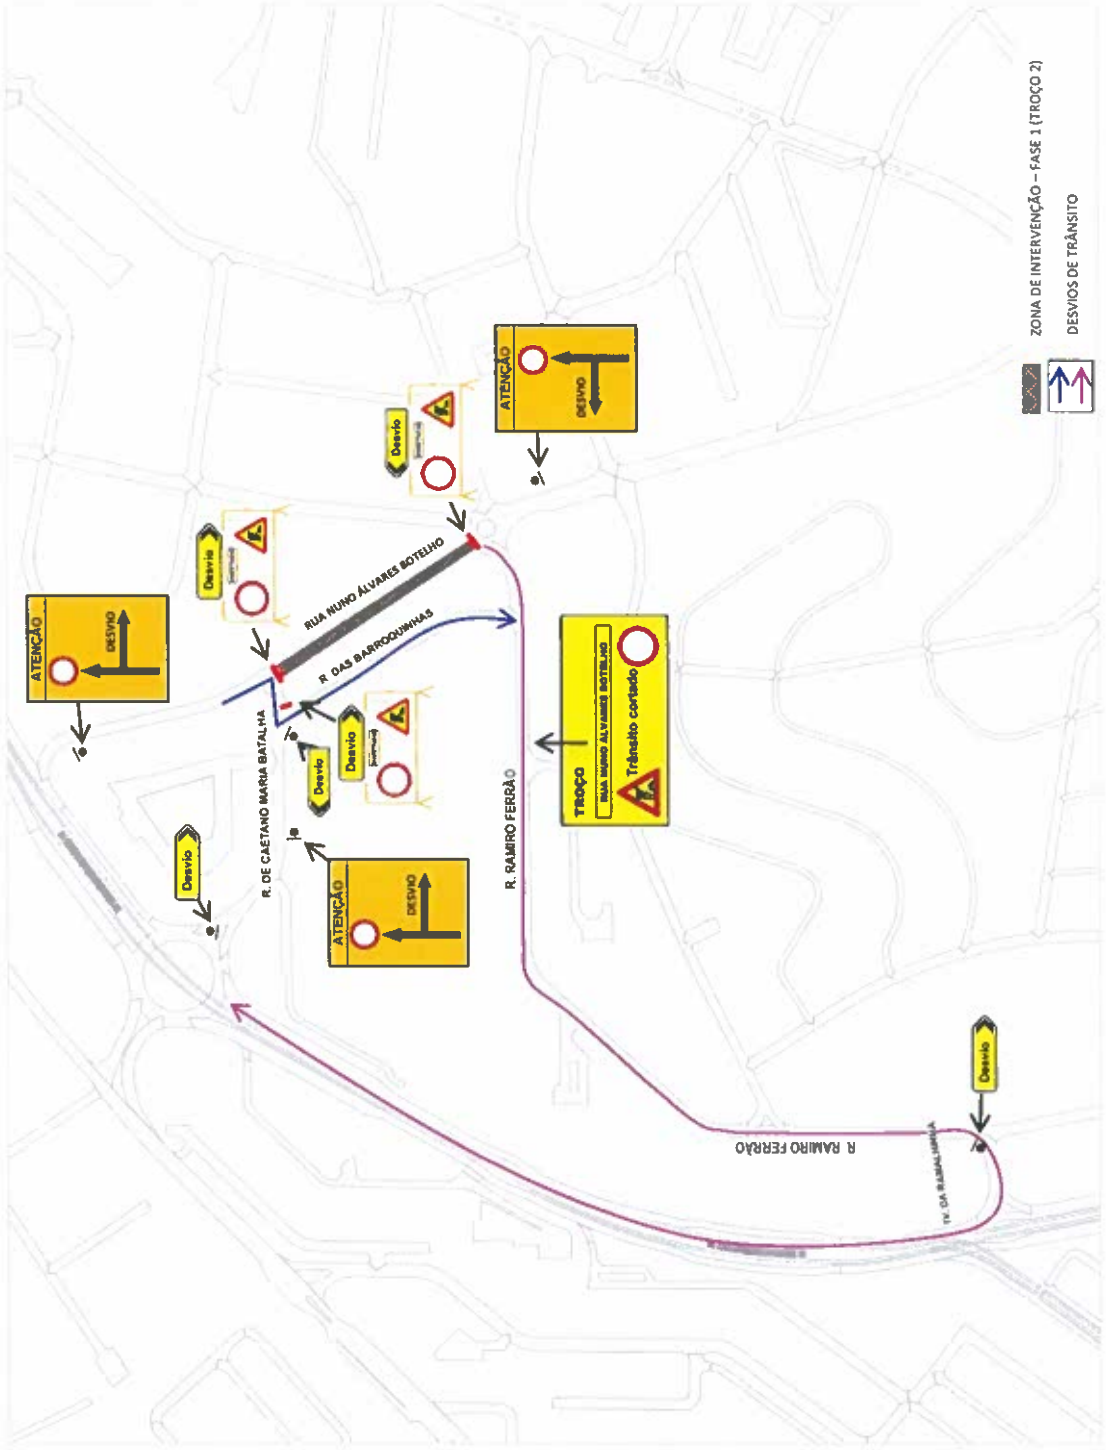 ATENÇÃO
DESVIO
Desvio
Desvio
ATENÇÃO
DESVIO
RUA NUNO ÁLVARES BOTELHO
R. DAS BARROQUINHAS
R. DE CAETANO MARIA BATALHA
Desvio
Desvio
Desvio
ATENÇÃO
DESVIO
R. RAMIRO FERRÃO
TROÇO
RUA NUNO ÁLVARES BOTELHO
Trânsito cortado
R. RAMIRO FERRÃO
TV. DA RAMALHINHA
Desvio
ZONA DE INTERVENÇÃO – FASE 1 (TROÇO 2)
DESVIOS DE TRÂNSITO